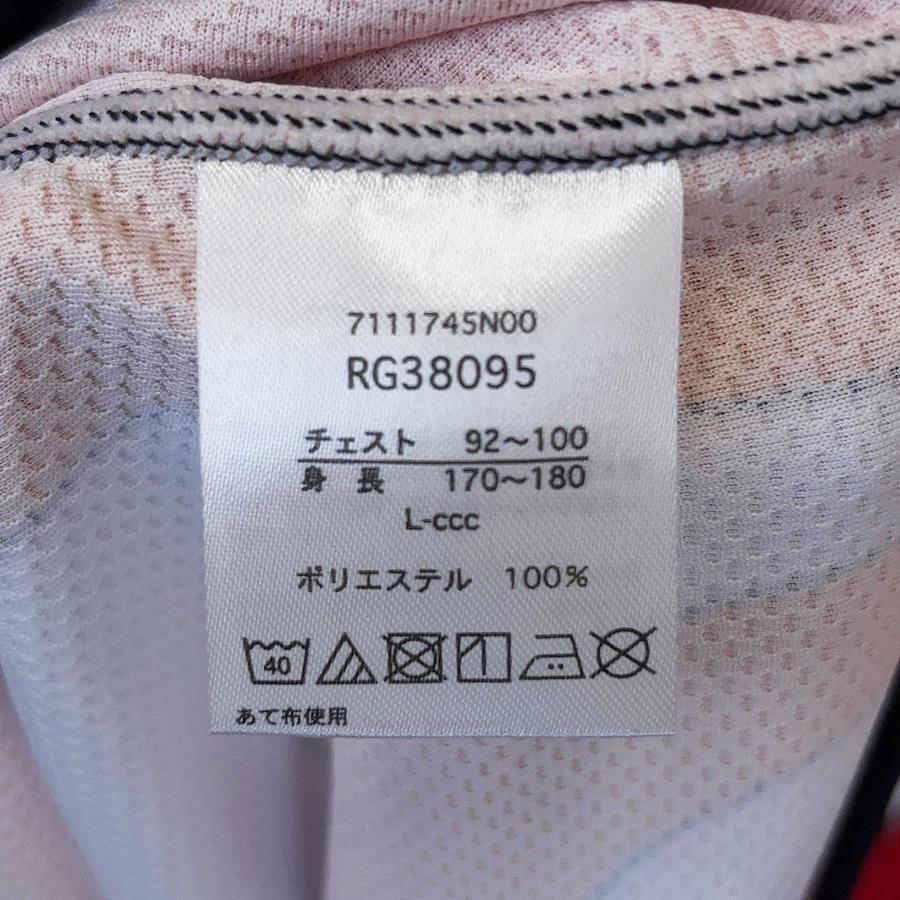 7111745N00
RG38095
チェスト 92～100
身長 170～180
L-ccc
ポリエステル 100%
40
あて布使用